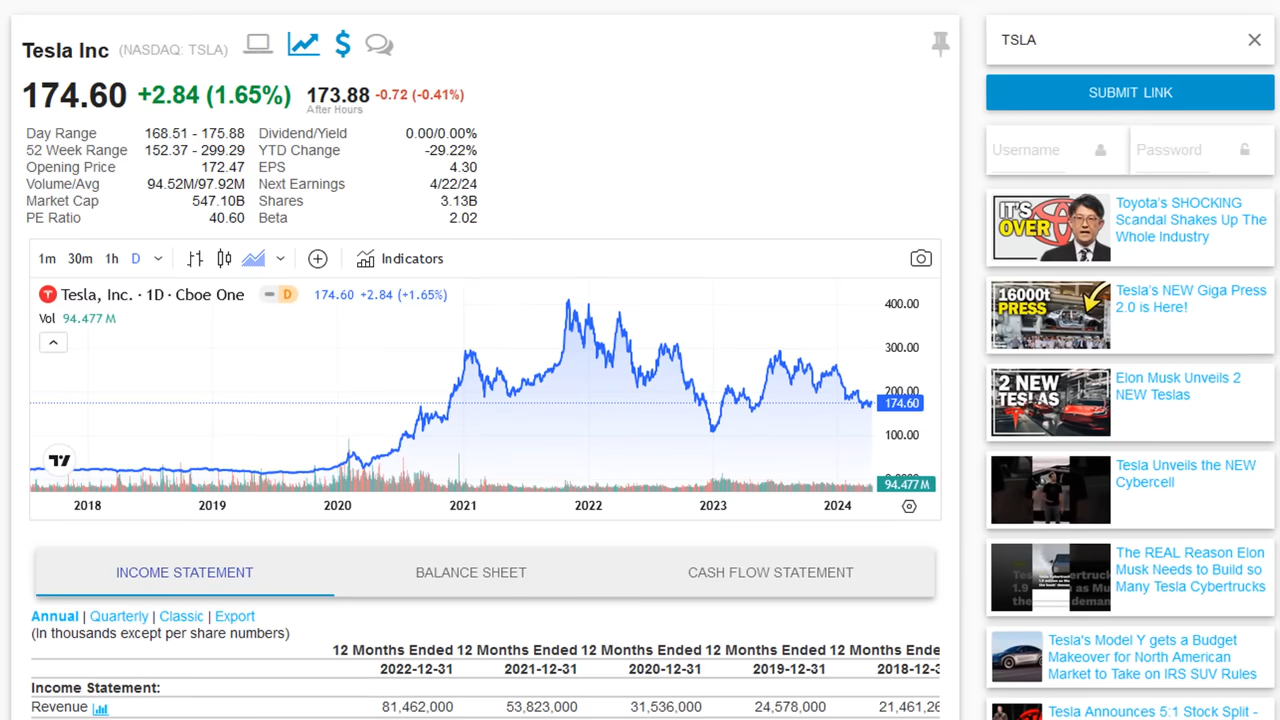 Tesla Inc (NASDAQ: TSLA)
174.60 +2.84 (1.65%) 173.88 -0.72 (-0.41%)
After Hours
Day Range 168.51 - 175.88 Dividend/Yield 0.00/0.00%
52 Week Range 152.37 - 299.29 YTD Change -29.22%
Opening Price 172.47 EPS 4.30
Volume/Avg 94.52M/97.92M Next Earnings 4/22/24
Market Cap 547.10B Shares 3.13B
PE Ratio 40.60 Beta 2.02
1m 30m 1h D Indicators
Tesla, Inc. · 1D · Cboe One D 174.60 +2.84 (+1.65%)
Vol 94.477 M
400.00
300.00
200.00
174.60
100.00
94.477 M
2018 2019 2020 2021 2022 2023 2024
INCOME STATEMENT BALANCE SHEET CASH FLOW STATEMENT
Annual | Quarterly | Classic | Export
(In thousands except per share numbers)
12 Months Ended 12 Months Ended 12 Months Ended 12 Months Ended 12 Months Ende
2022-12-31 2021-12-31 2020-12-31 2019-12-31 2018-12-3
Income Statement:
Revenue 81,462,000 53,823,000 31,536,000 24,578,000 21,461,26
TSLA
SUBMIT LINK
Username Password
IT'S
OVER
Toyota's SHOCKING
Scandal Shakes Up The
Whole Industry
16000t
PRESS
Tesla's NEW Giga Press
2.0 is Here!
2 NEW
TESLAS
Elon Musk Unveils 2
NEW Teslas
Tesla Unveils the NEW
Cybercell
The REAL Reason Elon
Musk Needs to Build so
Many Tesla Cybertrucks
Tesla's Model Y gets a Budget
Makeover for North American
Market to Take on IRS SUV Rules
Tesla Announces 5:1 Stock Split -